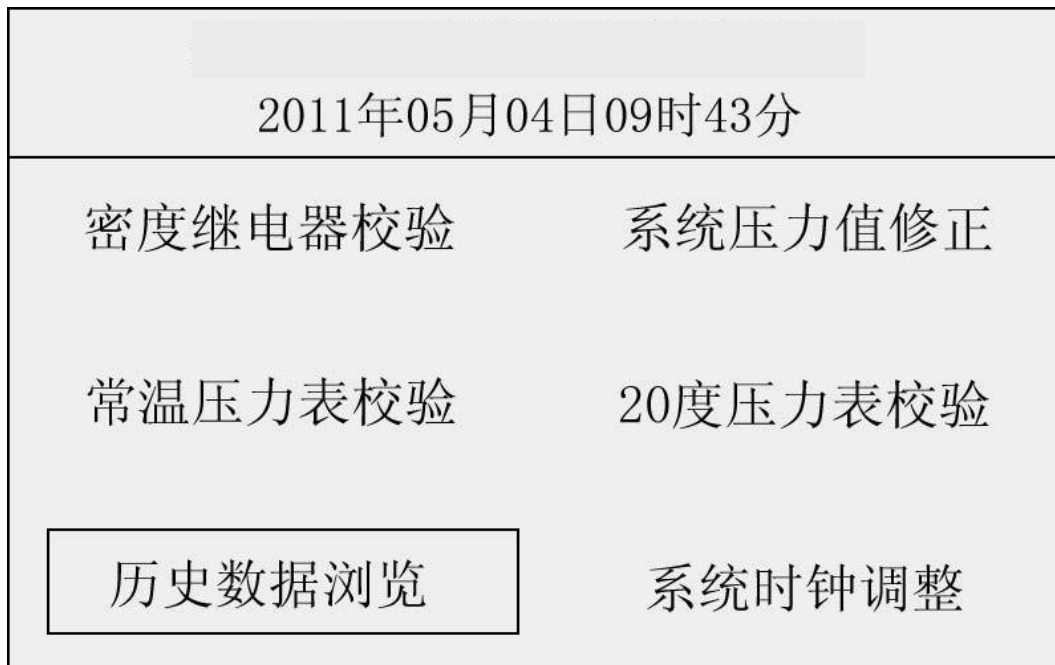 2011年05月04日09时43分
密度继电器校验 系统压力值修正
常温压力表校验 20度压力表校验
历史数据浏览 系统时钟调整